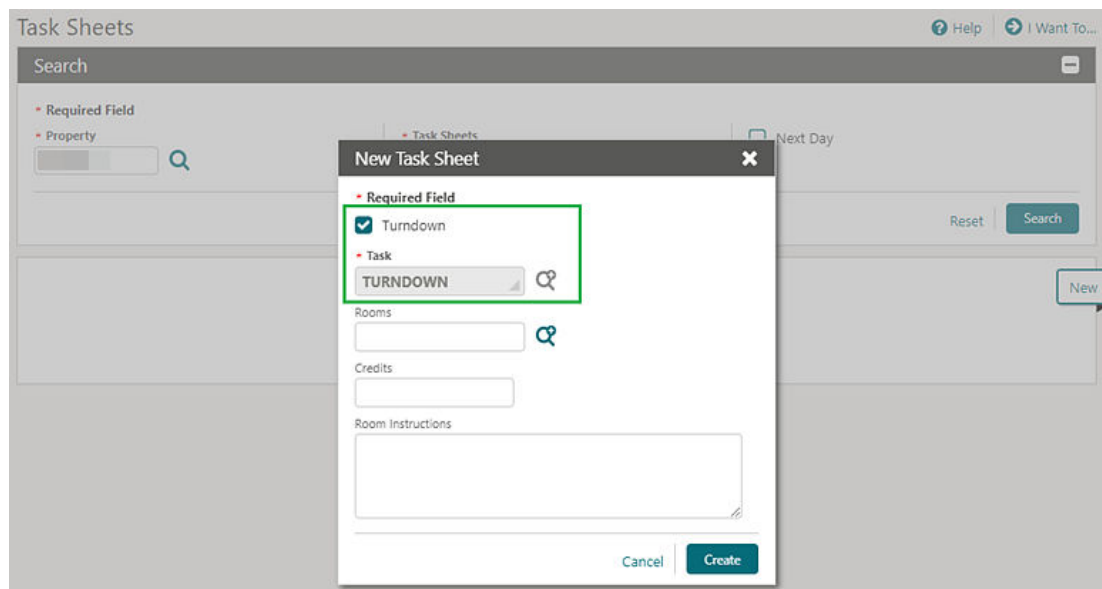 Task Sheets
Help
I Want To...
Search
* Required Field
* Property
* Task Sheets
Next Day
Reset
Search
New
New Task Sheet
* Required Field
Turndown
* Task
TURNDOWN
Rooms
Credits
Room Instructions
Cancel
Create